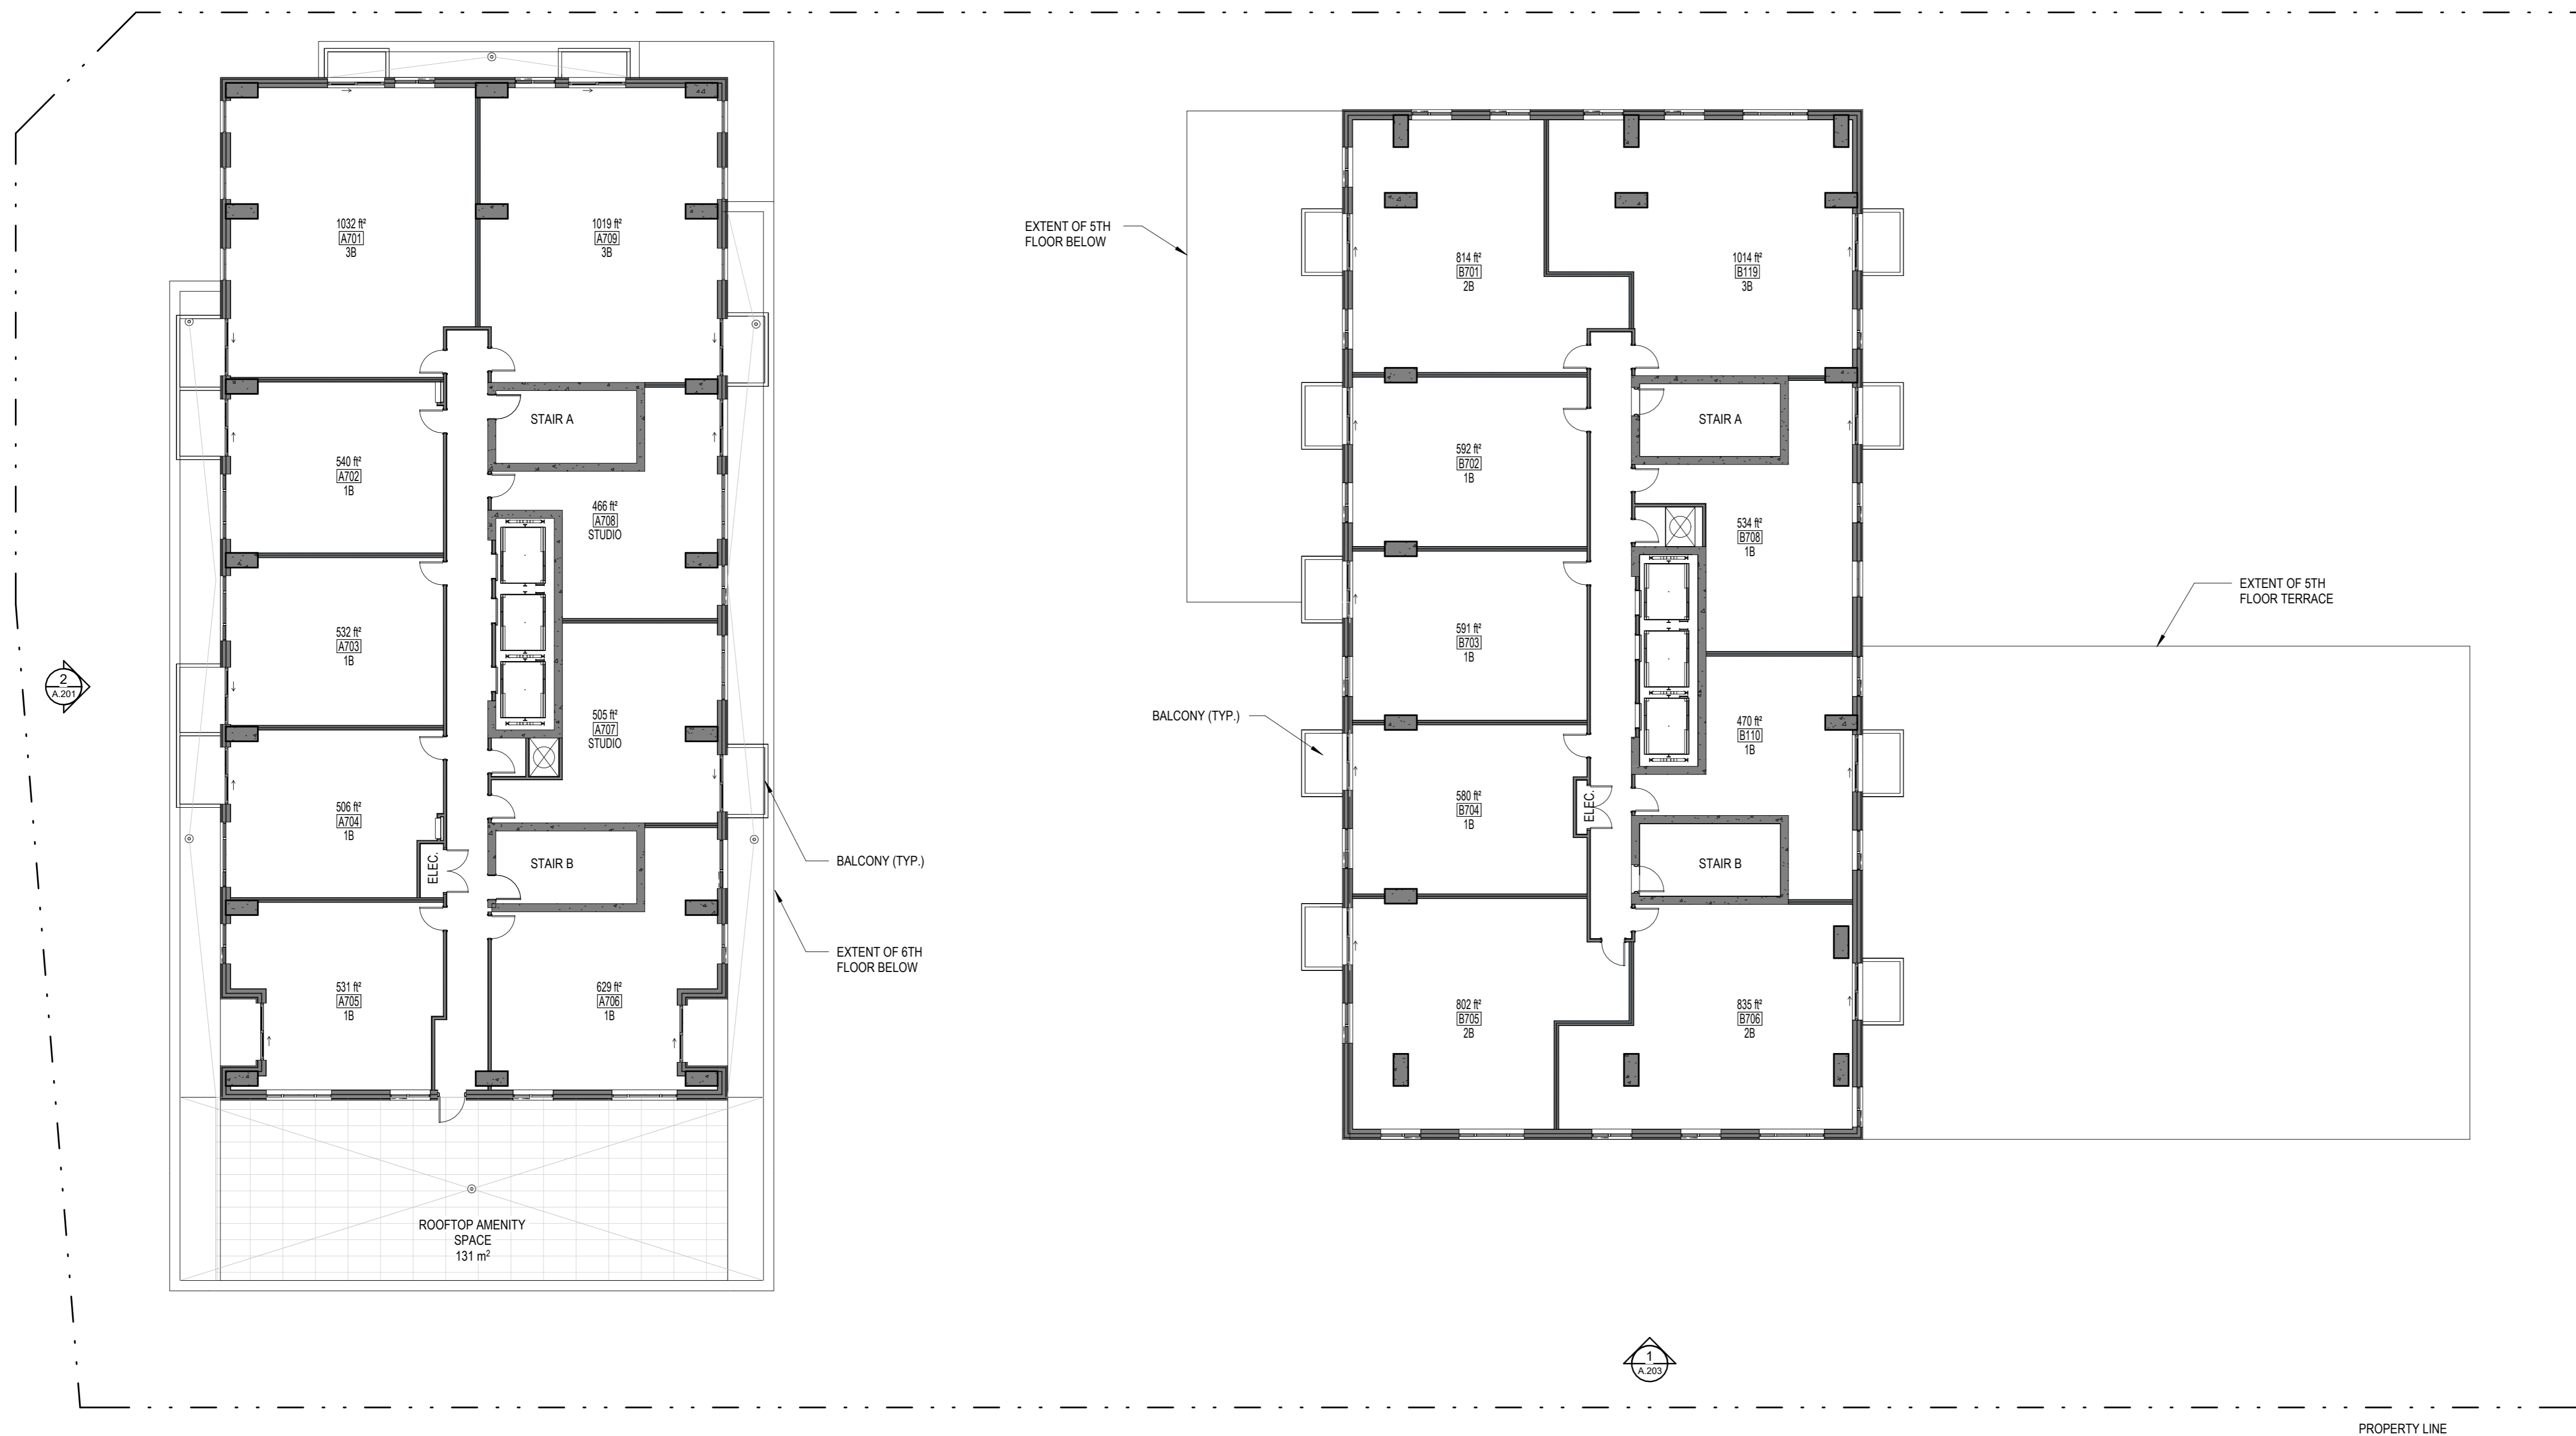 1032 ft²
A701
3B
1019 ft²
A709
3B
STAIR A
540 ft²
A702
1B
466 ft²
A708
STUDIO
532 ft²
A703
1B
505 ft²
A707
STUDIO
506 ft²
A704
1B
ELEC.
STAIR B
531 ft²
A705
1B
629 ft²
A706
1B
BALCONY (TYP.)
EXTENT OF 6TH
FLOOR BELOW
ROOFTOP AMENITY
SPACE
131 m²
2
A.201
EXTENT OF 5TH
FLOOR BELOW
814 ft²
B701
2B
1014 ft²
B119
3B
STAIR A
592 ft²
B702
1B
534 ft²
B708
1B
591 ft²
B703
1B
BALCONY (TYP.)
470 ft²
B110
1B
580 ft²
B704
1B
ELEC.
STAIR B
802 ft²
B705
2B
835 ft²
B706
2B
EXTENT OF 5TH
FLOOR TERRACE
1
A.203
PROPERTY LINE